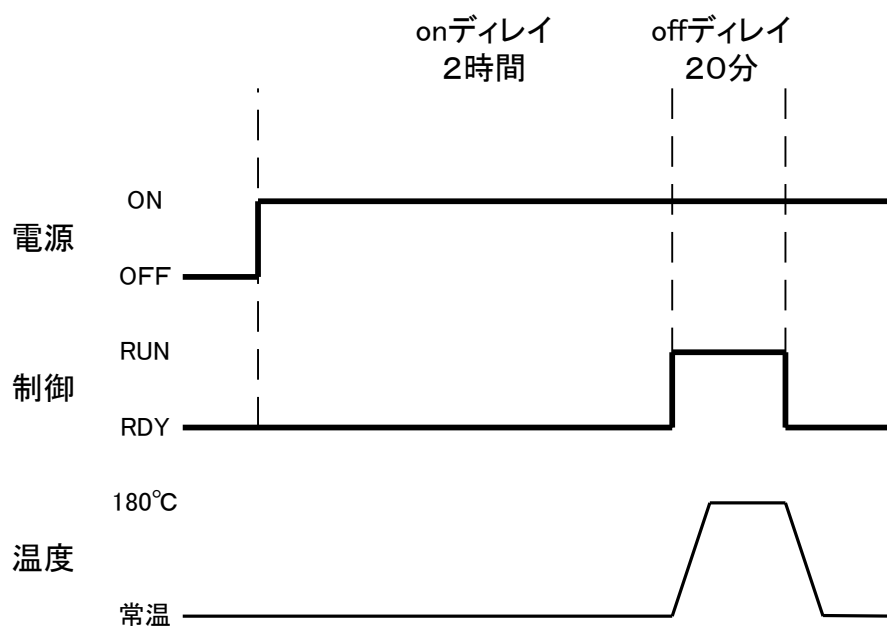 onディレイ
2時間
offディレイ
20分
電源
ON
OFF
制御
RUN
RDY
温度
180℃
常温